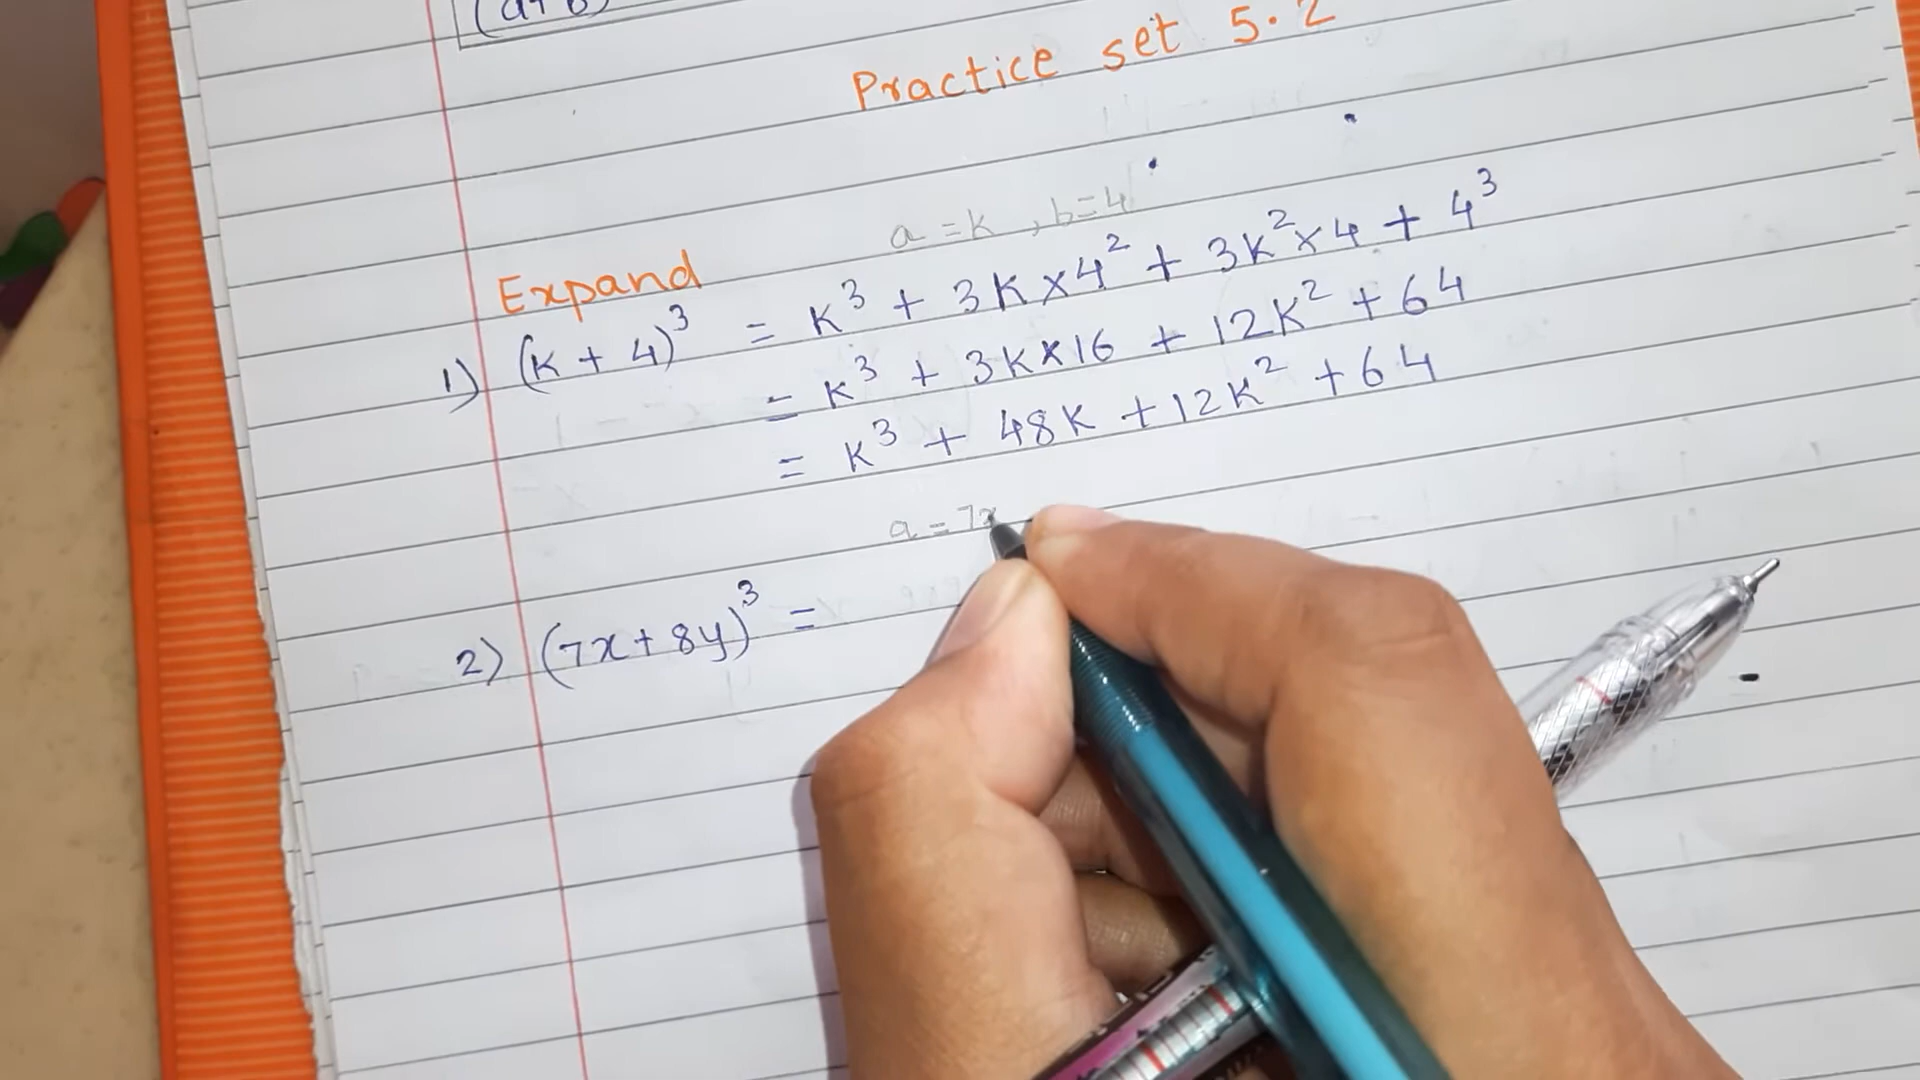 Practice set 5.2
a = k , b = 4
Expand
1) (k + 4)³ = k³ + 3k × 4² + 3k² × 4 + 4³
= k³ + 3k × 16 + 12k² + 64
= k³ + 48k + 12k² + 64
a = 7x
2) (7x + 8y)³ =